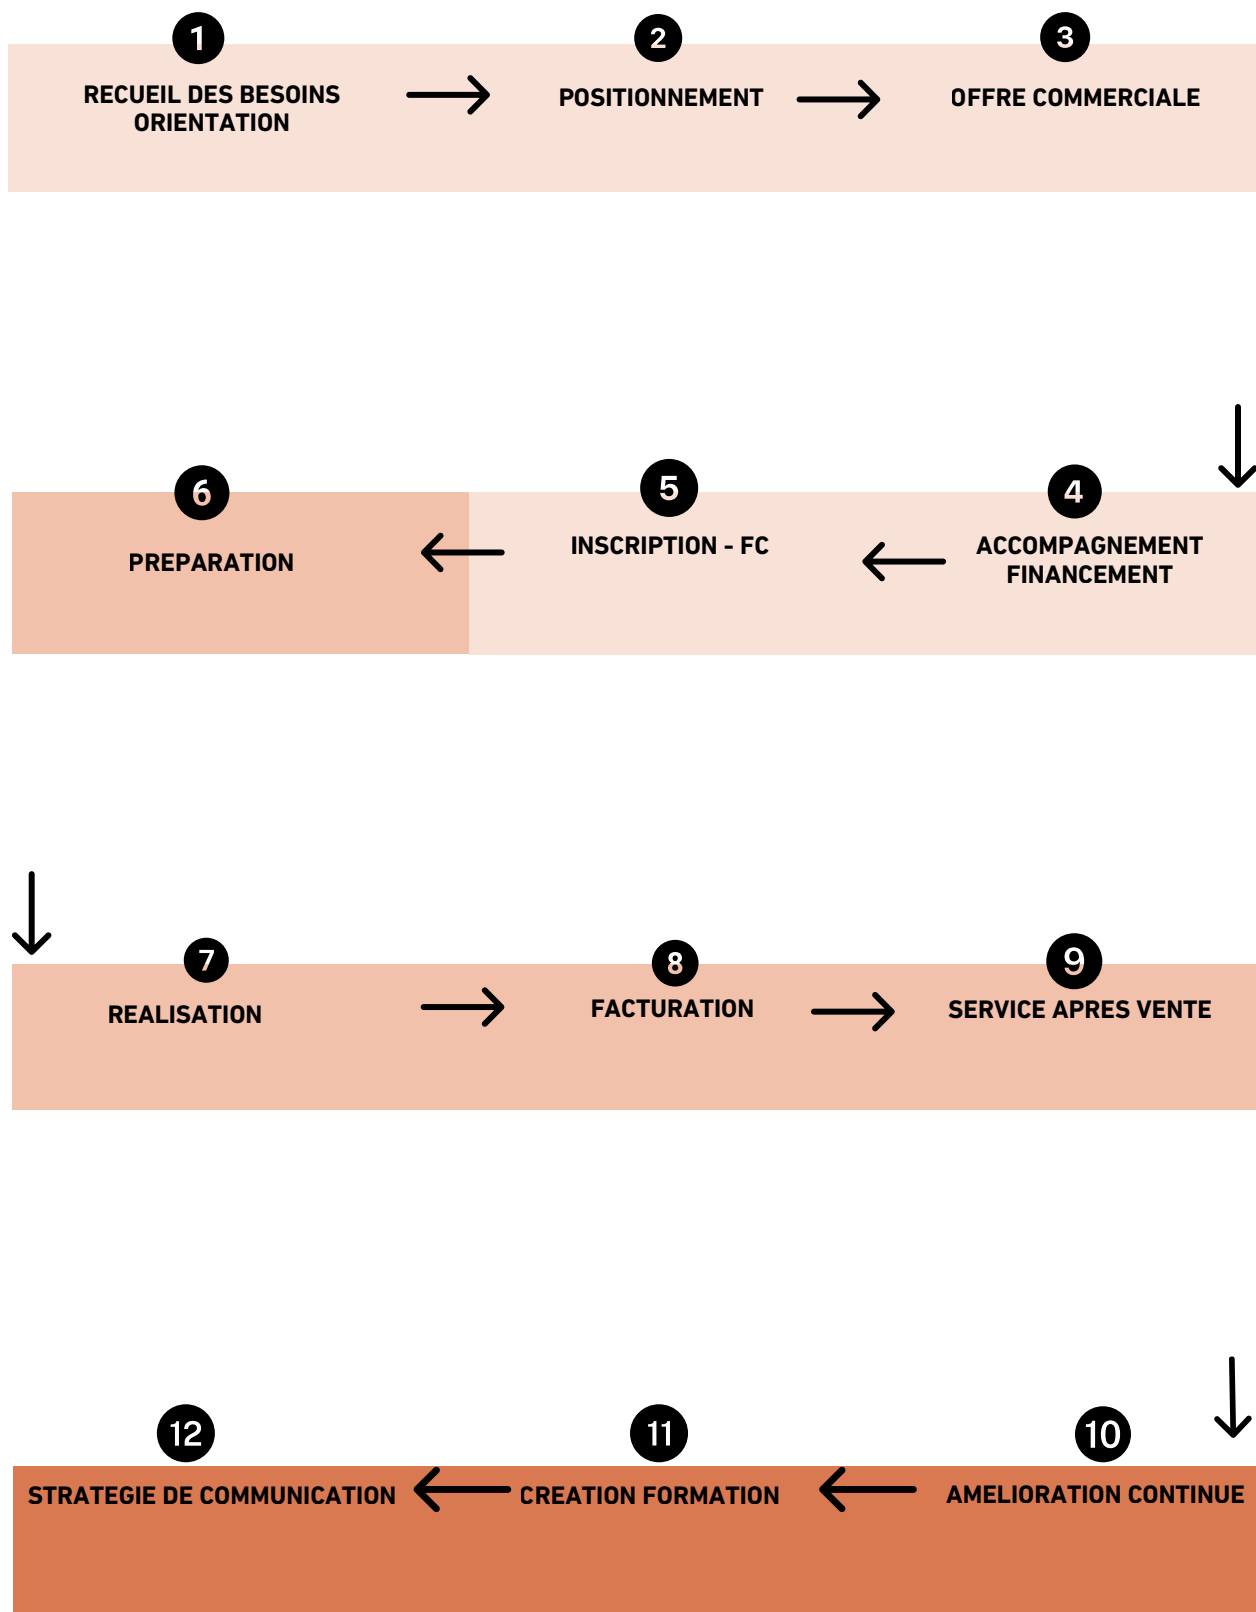 1
RECUEIL DES BESOINS
ORIENTATION
2
POSITIONNEMENT
3
OFFRE COMMERCIALE
6
PREPARATION
5
INSCRIPTION - FC
4
ACCOMPAGNEMENT
FINANCEMENT
7
REALISATION
8
FACTURATION
9
SERVICE APRES VENTE
12
STRATEGIE DE COMMUNICATION
11
CREATION FORMATION
10
AMELIORATION CONTINUE